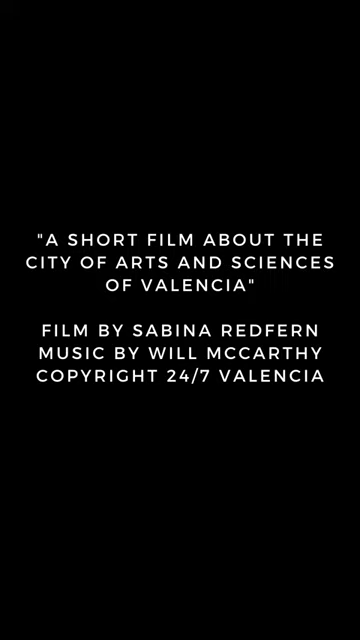 "A SHORT FILM ABOUT THE
CITY OF ARTS AND SCIENCES
OF VALENCIA"
FILM BY SABINA REDFERN
MUSIC BY WILL MCCARTHY
COPYRIGHT 24/7 VALENCIA